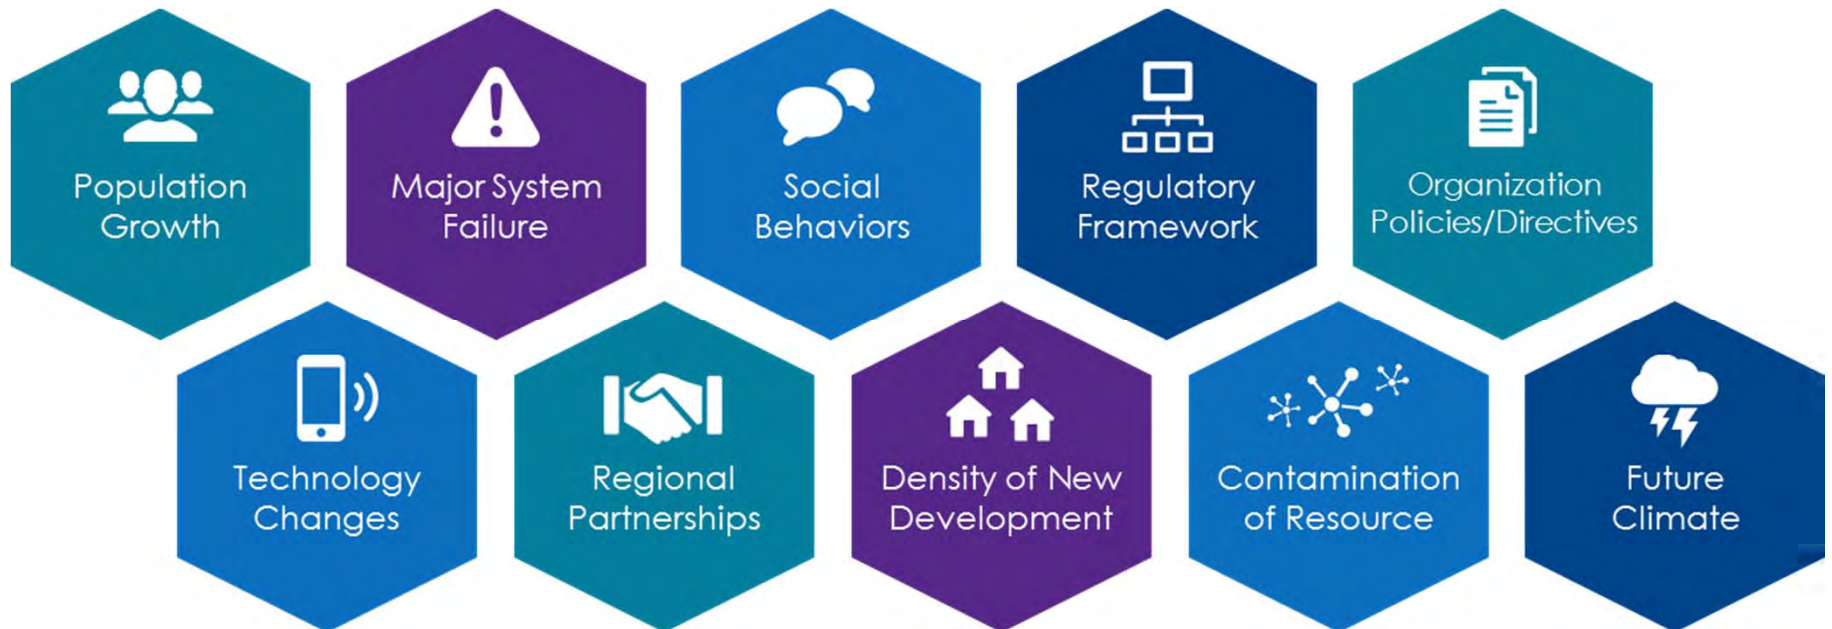 Population
Growth
Major System
Failure
Social
Behaviors
Regulatory
Framework
Organization
Policies/Directives
Technology
Changes
Regional
Partnerships
Density of New
Development
Contamination
of Resource
Future
Climate